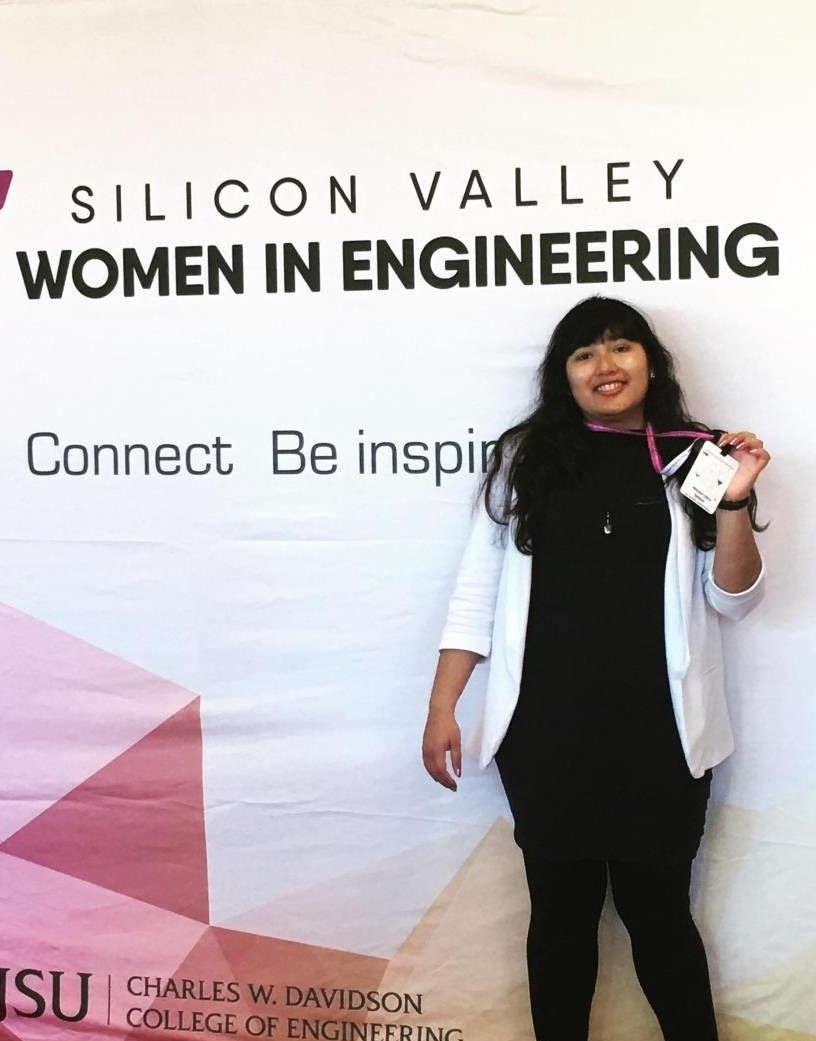 SILICON VALLEY
WOMEN IN ENGINEERING
Connect Be inspir
JSU CHARLES W. DAVIDSON
COLLEGE OF ENGINEERING